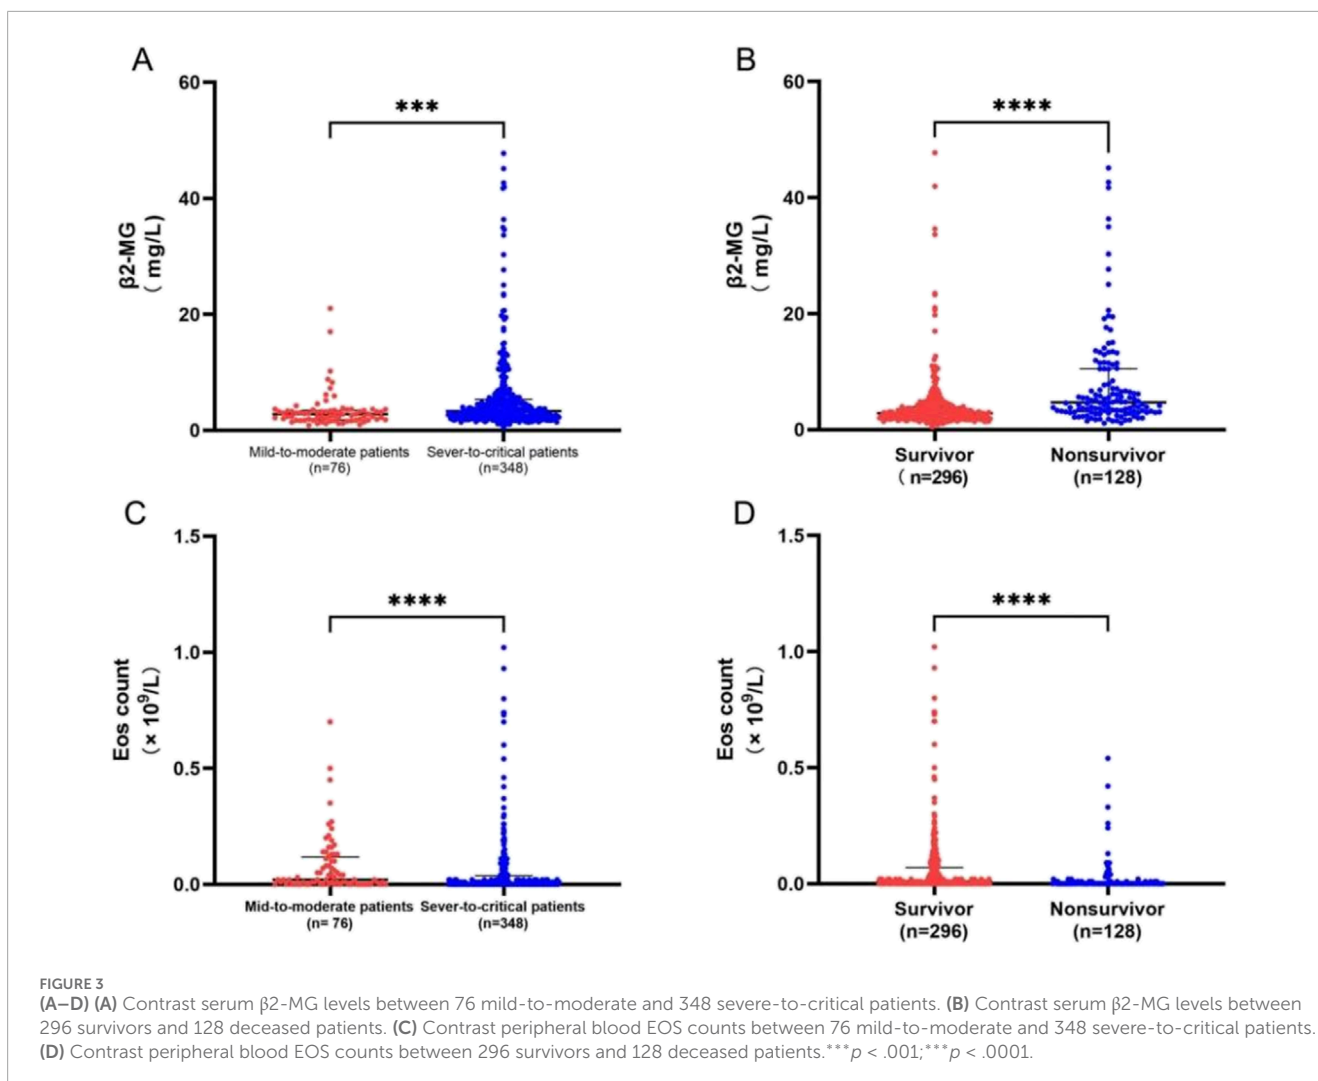 A
60
40
20
0
β2-MG
( mg/L)
***
Mild-to-moderate patients
(n=76)
Sever-to-critical patients
(n=348)
B
60
40
20
0
β2-MG
( mg/L)
****
Survivor
( n=296)
Nonsurvivor
(n=128)
C
1.5
1.0
0.5
0.0
Eos count
(× 10⁹/L)
****
Mid-to-moderate patients
(n= 76)
Sever-to-critical patients
(n=348)
D
1.5
1.0
0.5
0.0
Eos count
(× 10⁹/L)
****
Survivor
(n=296)
Nonsurvivor
(n=128)
FIGURE 3
(A–D) (A) Contrast serum β2-MG levels between 76 mild-to-moderate and 348 severe-to-critical patients. (B) Contrast serum β2-MG levels between
296 survivors and 128 deceased patients. (C) Contrast peripheral blood EOS counts between 76 mild-to-moderate and 348 severe-to-critical patients.
(D) Contrast peripheral blood EOS counts between 296 survivors and 128 deceased patients.***p < .001;***p < .0001.